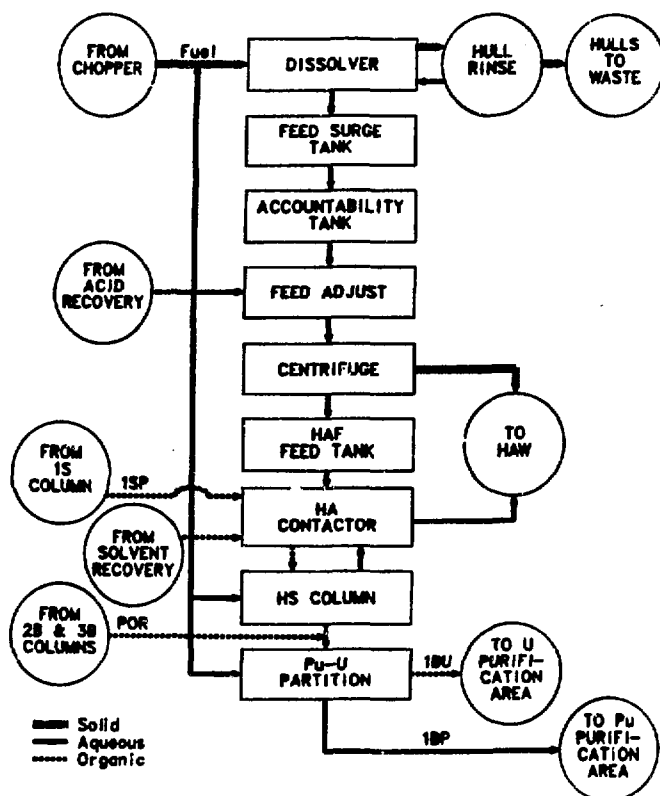 FROM
CHOPPER
Fuel
DISSOLVER
HULL
RINSE
HULLS
TO
WASTE
FEED SURGE
TANK
ACCOUNTABILITY
TANK
FROM
ACID
RECOVERY
FEED ADJUST
CENTRIFUGE
HAF
FEED TANK
TO
HAW
FROM
1S
COLUMN
1SP
HA
CONTACTOR
FROM
SOLVENT
RECOVERY
HS COLUMN
FROM
2B & 3B
COLUMNS
POR
Pu-U
PARTITION
1BU
TO U
PURIFI-
CATION
AREA
1BP
TO Pu
PURIFI-
CATION
AREA
Solid
Aqueous
Organic